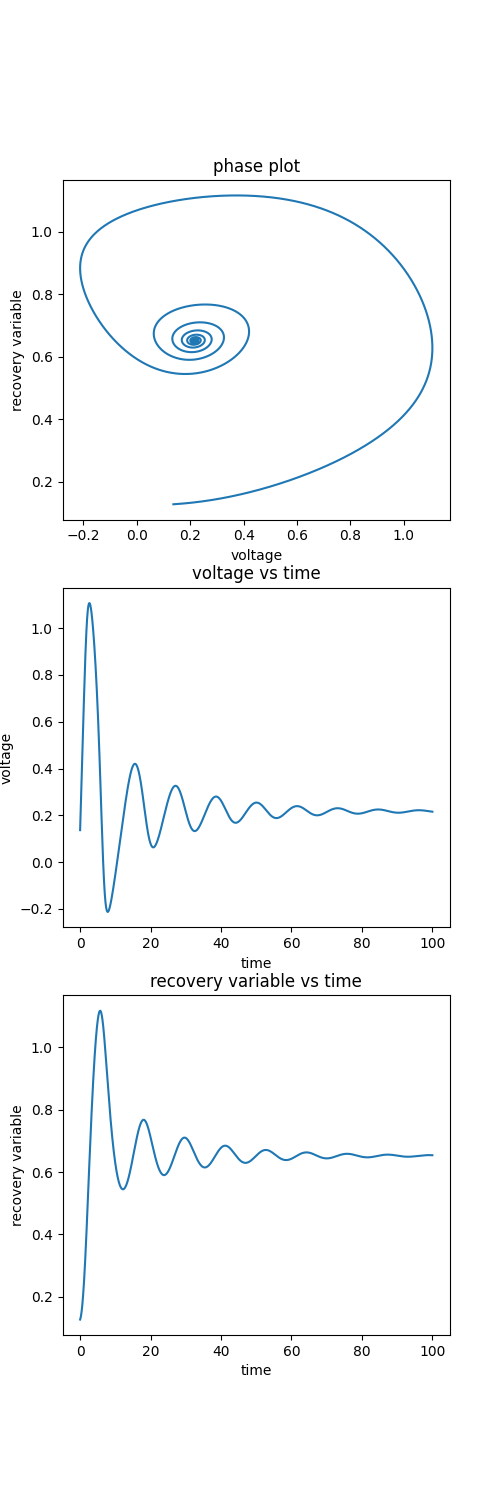 phase plot
1.0
0.8
0.6
0.4
0.2
recovery variable
−0.2 0.0 0.2 0.4 0.6 0.8 1.0
voltage
voltage vs time
1.0
0.8
0.6
0.4
0.2
0.0
−0.2
voltage
0 20 40 60 80 100
time
recovery variable vs time
1.0
0.8
0.6
0.4
0.2
recovery variable
0 20 40 60 80 100
time